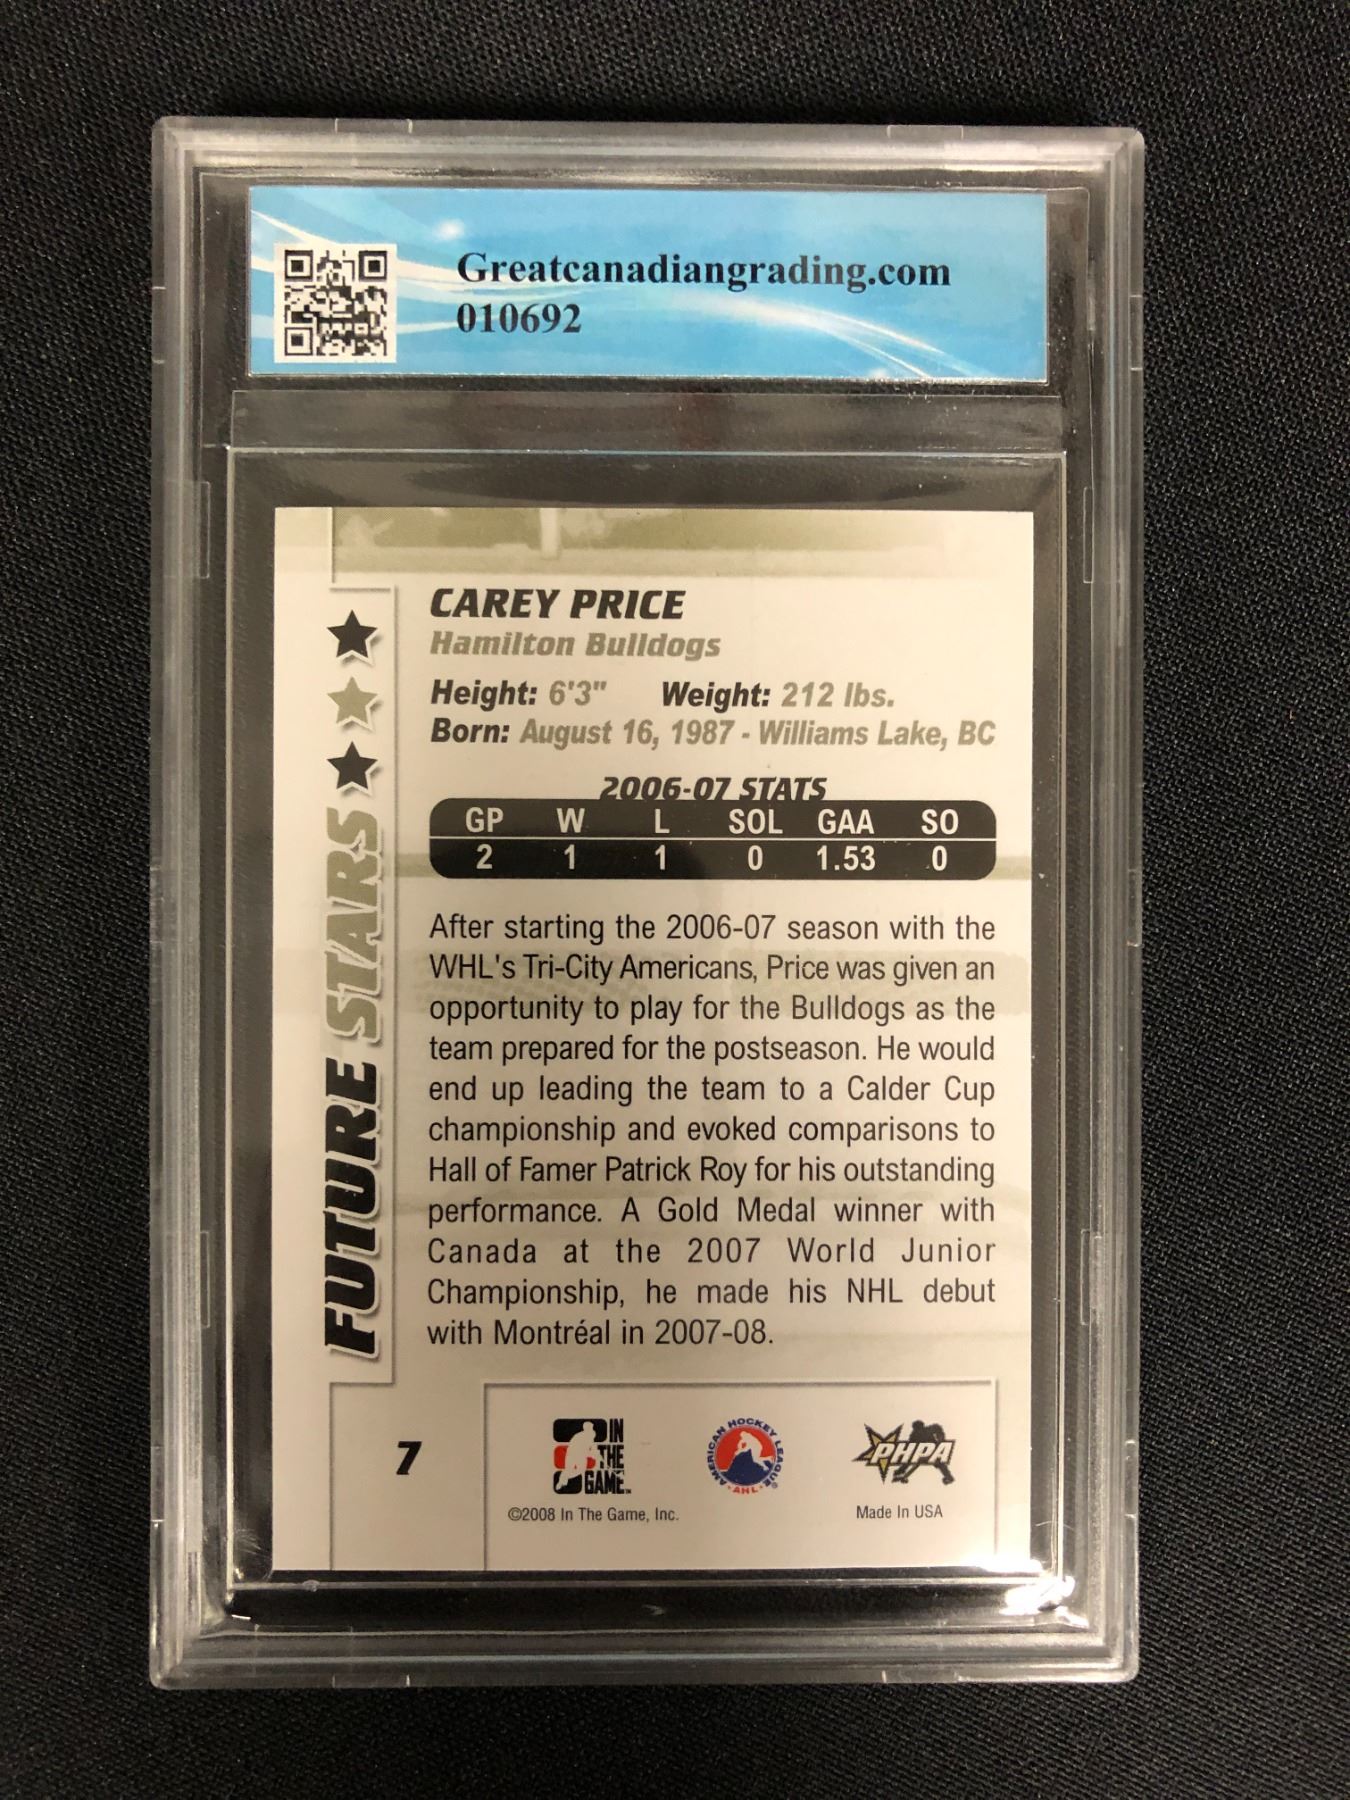 Greatcanadiangrading.com
010692
CAREY PRICE
Hamilton Bulldogs
Height: 6'3" Weight: 212 lbs.
Born: August 16, 1987 - Williams Lake, BC
2006-07 STATS
GP W L SOL GAA SO
2 1 1 0 1.53 0
After starting the 2006-07 season with the
WHL's Tri-City Americans, Price was given an
opportunity to play for the Bulldogs as the
team prepared for the postseason. He would
end up leading the team to a Calder Cup
championship and evoked comparisons to
Hall of Famer Patrick Roy for his outstanding
performance. A Gold Medal winner with
Canada at the 2007 World Junior
Championship, he made his NHL debut
with Montréal in 2007-08.
FUTURE STARS
7
IN
THE
GAME
AMERICAN HOCKEY LEAGUE
AHL
PHPA
©2008 In The Game, Inc.
Made In USA